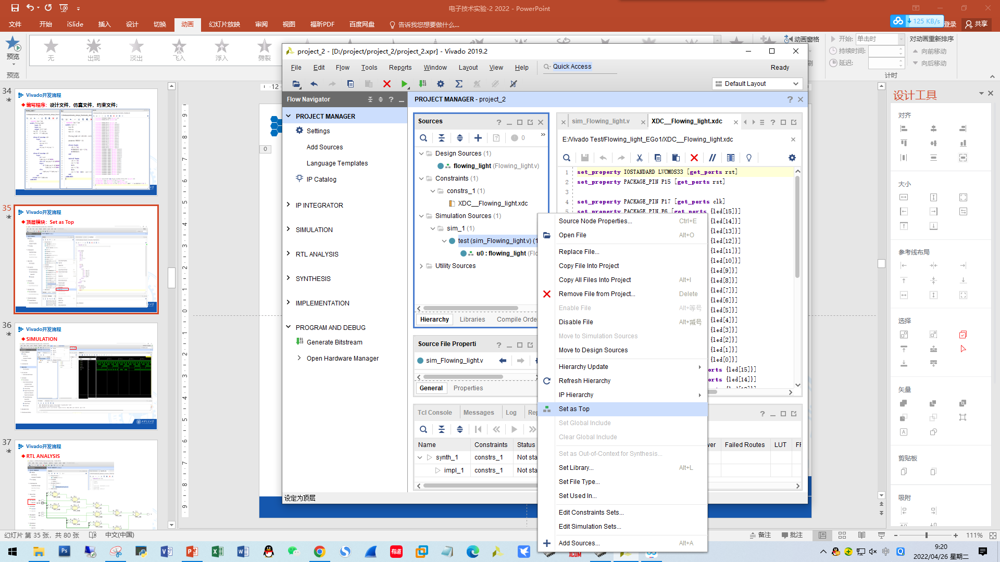 电子技术实验-2 2022 - PowerPoint
文件 开始 iSlide 插入 设计 切换 动画 幻灯片放映 审阅 视图 福昕PDF 百度网盘 告诉我您想要做什么...
125 KB/s 登录 共享
预览
预览
无 出现 淡出 飞入 浮入 劈裂
动画窗格
开始: 单击时
持续时间:
延迟:
对动画重新排序
向前移动
向后移动
计时
34
Vivado开发流程
编写程序：设计文件，仿真文件，约束文件；
35
Vivado开发流程
顶层模块：Set as Top
36
Vivado开发流程
SIMULATION
37
Vivado开发流程
RTL ANALYSIS
project_2 - [D:/project/project_2/project_2.xpr] - Vivado 2019.2
File Edit Flow Tools Reports Window Layout View Help Quick Access Ready
Default Layout
Flow Navigator
PROJECT MANAGER
Settings
Add Sources
Language Templates
IP Catalog
IP INTEGRATOR
SIMULATION
RTL ANALYSIS
SYNTHESIS
IMPLEMENTATION
PROGRAM AND DEBUG
Generate Bitstream
Open Hardware Manager
设定为顶层
PROJECT MANAGER - project_2
Sources
0
Design Sources (1)
flowing_light (Flowing_light.v)
Constraints (1)
constrs_1 (1)
XDC__Flowing_light.xdc
Simulation Sources (1)
sim_1 (1)
test (sim_Flowing_light.v) (1
u0 : flowing_light (Flo
Utility Sources
Hierarchy Libraries Compile Orde
Source File Properti
sim_Flowing_light.v
General Properties
sim_Flowing_light.v XDC__Flowing_light.xdc
E:/Vivado Test/Flowing_light_EGo1/XDC__Flowing_light.xdc
1 set_property IOSTANDARD LVCMOS33 [get_ports rst]
2 set_property PACKAGE_PIN P15 [get_ports rst]
3
4 set_property PACKAGE_PIN P17 [get_ports clk]
5 set_property PACKAGE_PIN F6 [get_ports {led[15]}]
{led[14]}]
{led[13]}]
{led[12]}]
{led[11]}]
{led[10]}]
{led[9]}]
{led[8]}]
{led[7]}]
{led[6]}]
{led[5]}]
{led[4]}]
{led[3]}]
{led[2]}]
{led[1]}]
{led[0]}]
orts {led[15]}]
orts {led[14]}]
Source Node Properties... Ctrl+E
Open File Alt+O
Replace File...
Copy File Into Project
Copy All Files Into Project Alt+I
Remove File from Project... Delete
Enable File Alt+等号
Disable File Alt+减号
Move to Simulation Sources
Move to Design Sources
Hierarchy Update
Refresh Hierarchy
IP Hierarchy
Set as Top
Set Global Include
Clear Global Include
Set as Out-of-Context for Synthesis...
Set Library... Alt+L
Set File Type...
Set Used In...
Edit Constraints Sets...
Edit Simulation Sets...
Add Sources... Alt+A
Tcl Console Messages Log Rep
Name Constraints Status wer Failed Routes LUT FF
synth_1 constrs_1 Not sta
impl_1 constrs_1 Not sta
设计工具
对齐
大小
参考线布局
选择
矢量
剪贴板
吸附
幻灯片 第 35 张，共 80 张 中文(中国) 备注 批注 111%
9:20
2022/04/26 星期二